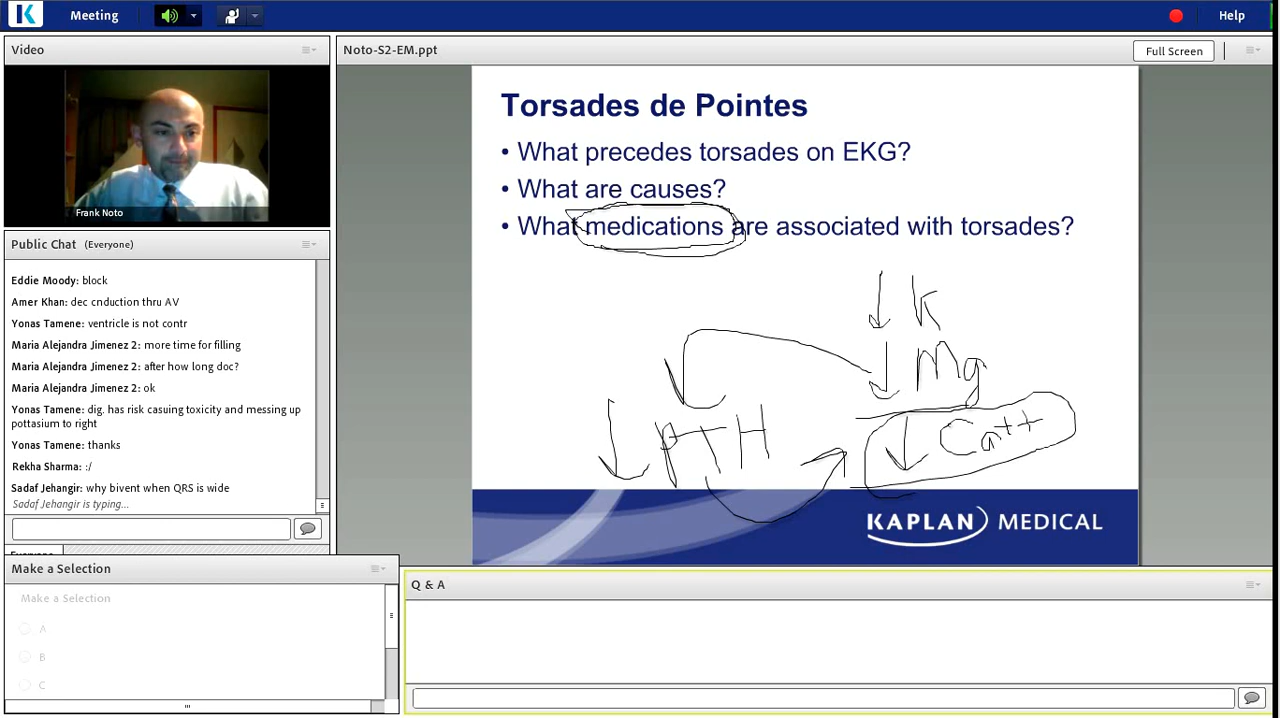 Meeting
Help
Video
Noto-S2-EM.ppt
Full Screen
Frank Noto
Public Chat (Everyone)
Eddie Moody: block
Amer Khan: dec cnduction thru AV
Yonas Tamene: ventricle is not contr
Maria Alejandra Jimenez 2: more time for filling
Maria Alejandra Jimenez 2: after how long doc?
Maria Alejandra Jimenez 2: ok
Yonas Tamene: dig. has risk casuing toxicity and messing up
pottasium to right
Yonas Tamene: thanks
Rekha Sharma: :/
Sadaf Jehangir: why bivent when QRS is wide
Sadaf Jehangir is typing...
Make a Selection
Make a Selection
A
B
C
Torsades de Pointes
• What precedes torsades on EKG?
• What are causes?
• What medications are associated with torsades?
↓ K
↓ Mg
↓ PTH
↓ Ca++
KAPLAN MEDICAL
Q & A